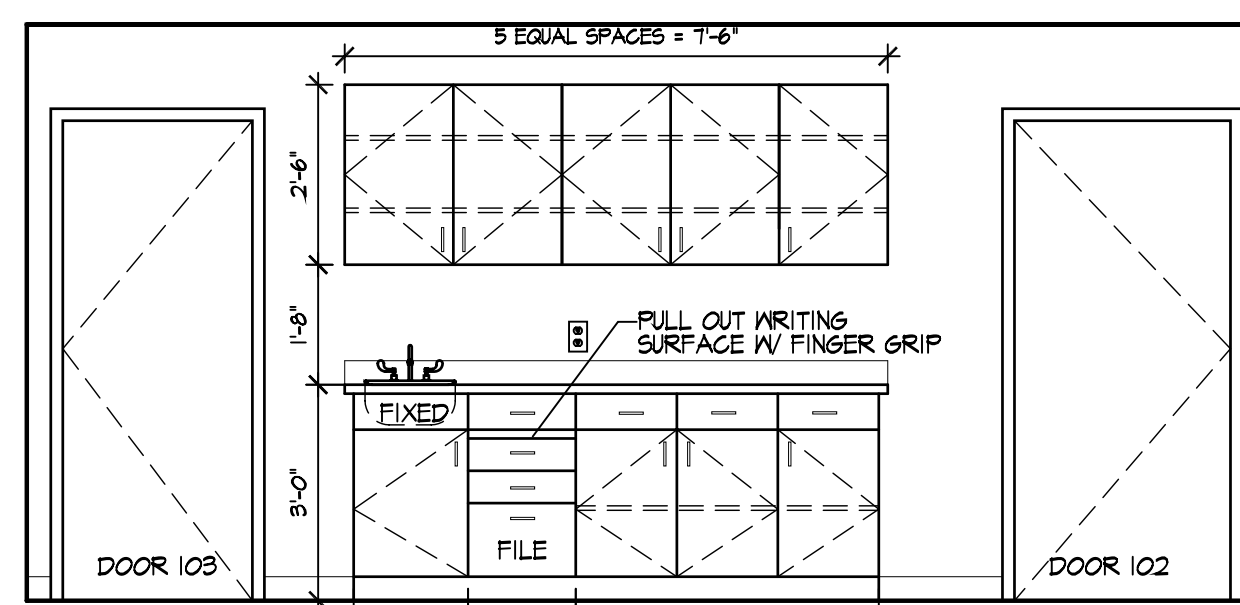 5 EQUAL SPACES = 7'-6"
2'-6"
1'-8"
PULL OUT WRITING
SURFACE W/ FINGER GRIP
FIXED
3'-0"
FILE
DOOR 103
DOOR 102